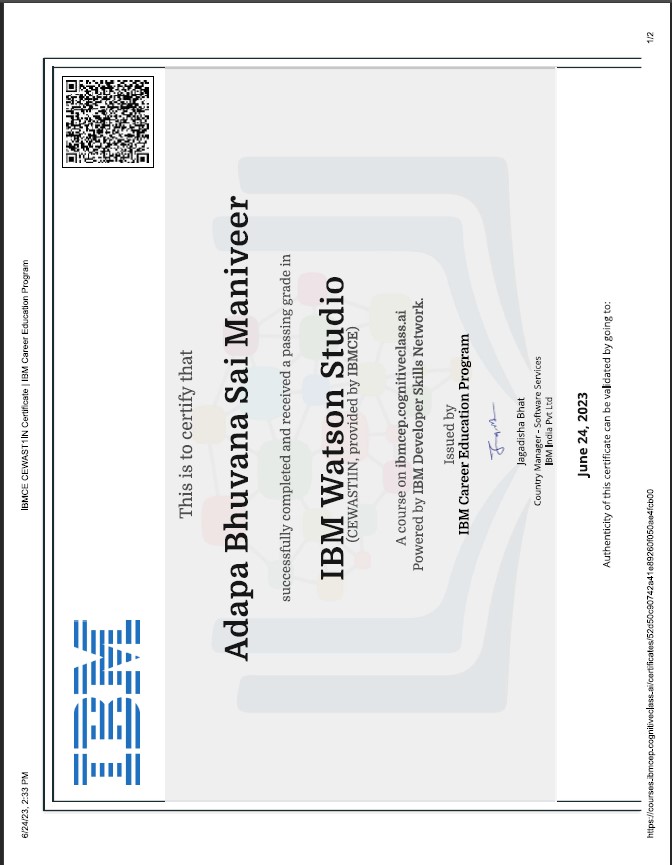 6/24/23, 2:33 PM
IBMCE CEWAST1IN Certificate | IBM Career Education Program
IBM
This is to certify that
Adapa Bhuvana Sai Maniveer
successfully completed and received a passing grade in
IBM Watson Studio
(CEWAST1IN, provided by IBMCE)
A course on ibmcep.cognitiveclass.ai
Powered by IBM Developer Skills Network.
Issued by
IBM Career Education Program
Jagadisha Bhat
Country Manager - Software Services
IBM India Pvt Ltd
June 24, 2023
Authenticity of this certificate can be validated by going to:
https://courses.ibmcep.cognitiveclass.ai/certificates/52d50c90742a41e89260f050ae4fcb00
1/2